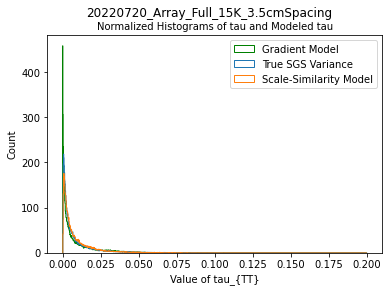 20220720_Array_Full_15K_3.5cmSpacing
Normalized Histograms of tau and Modeled tau
Gradient Model
True SGS Variance
Scale-Similarity Model
Count
400
300
200
100
0
0.000 0.025 0.050 0.075 0.100 0.125 0.150 0.175 0.200
Value of tau_{TT}